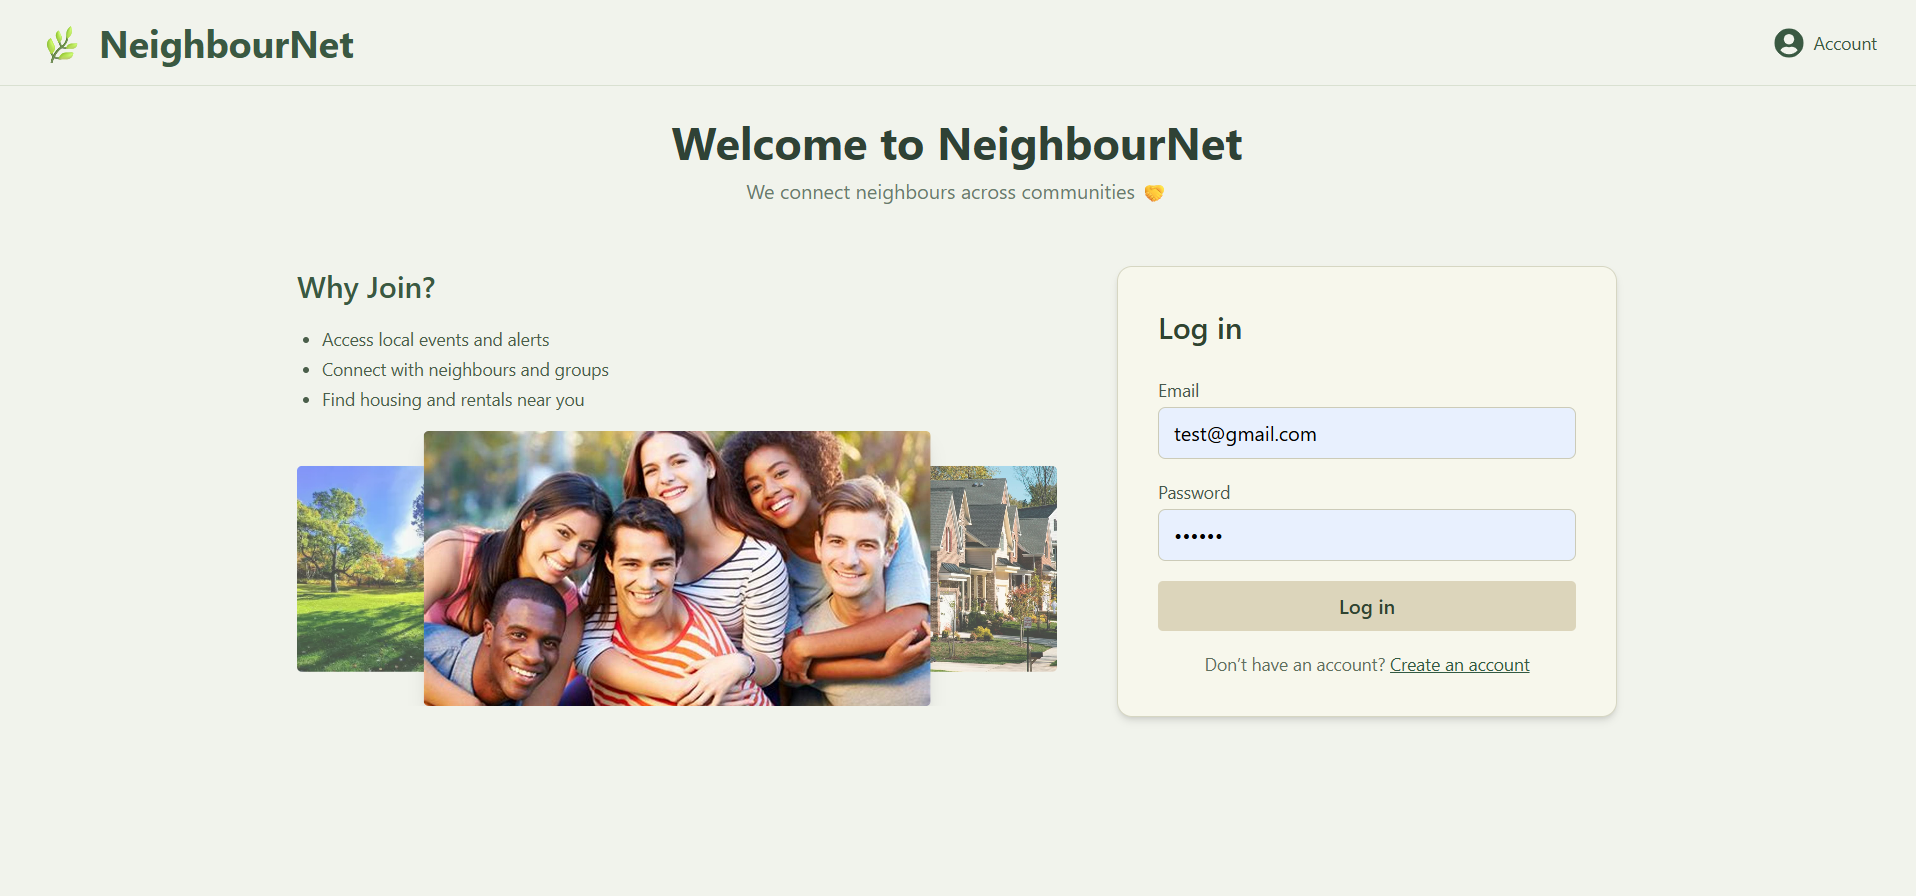 NeighbourNet
Account
Welcome to NeighbourNet
We connect neighbours across communities 🤝
Why Join?
• Access local events and alerts
• Connect with neighbours and groups
• Find housing and rentals near you
Log in
Email
test@gmail.com
Password
••••••
Log in
Don’t have an account? Create an account